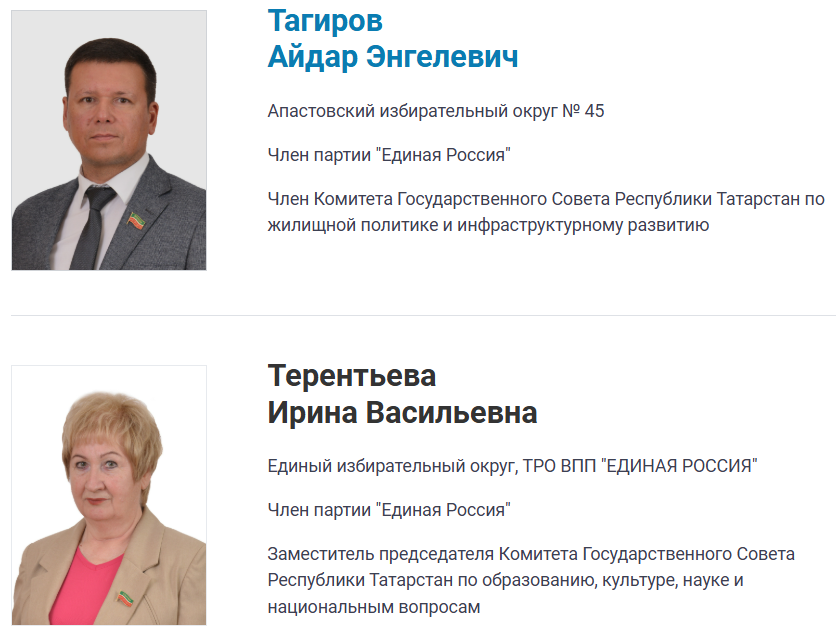 Тагиров
Айдар Энгелевич
Апастовский избирательный округ № 45
Член партии "Единая Россия"
Член Комитета Государственного Совета Республики Татарстан по
жилищной политике и инфраструктурному развитию
Терентьева
Ирина Васильевна
Единый избирательный округ, ТРО ВПП "ЕДИНАЯ РОССИЯ"
Член партии "Единая Россия"
Заместитель председателя Комитета Государственного Совета
Республики Татарстан по образованию, культуре, науке и
национальным вопросам